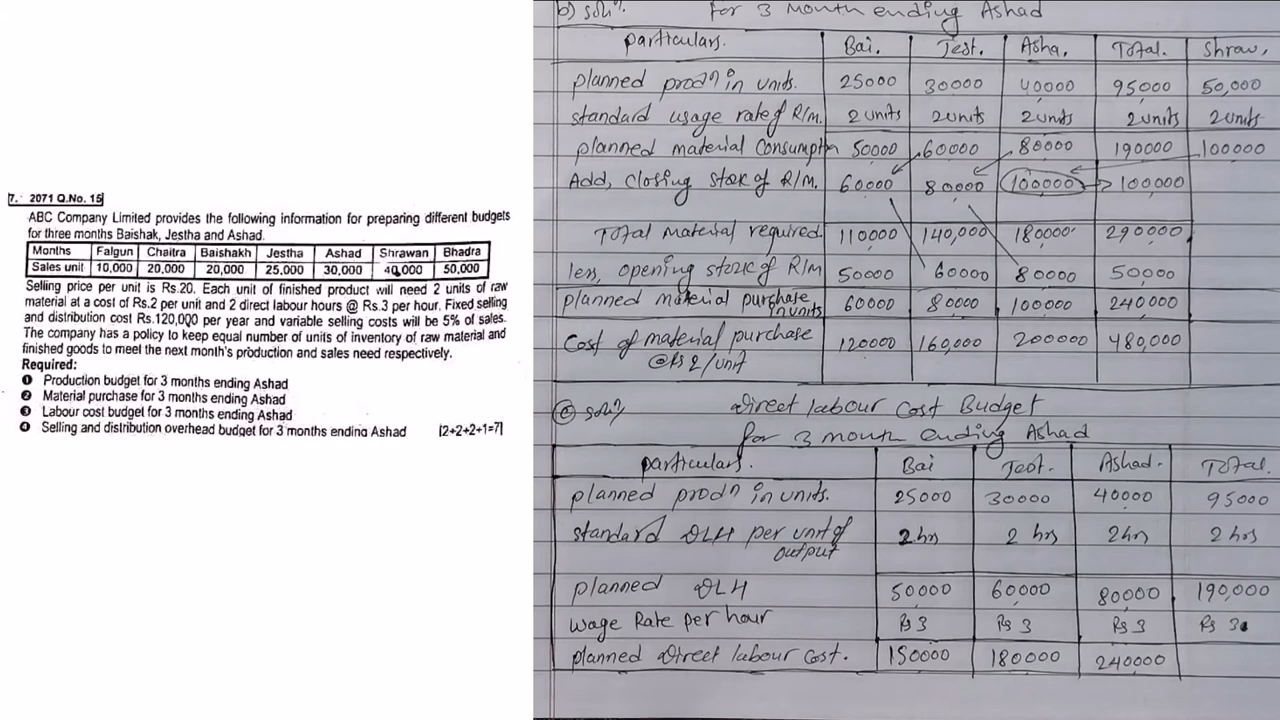 7. 2071 Q.No. 15
ABC Company Limited provides the following information for preparing different budgets
for three months Baishak, Jestha and Ashad.
Months Falgun Chaitra Baishakh Jestha Ashad Shrawan Bhadra
Sales unit 10,000 20,000 20,000 25.000 30,000 40,000 50,000
Selling price per unit is Rs.20. Each unit of finished product will need 2 units of raw
material at a cost of Rs.2 per unit and 2 direct labour hours @ Rs.3 per hour. Fixed selling
and distribution cost Rs.120,000 per year and variable selling costs will be 5% of sales.
The company has a policy to keep equal number of units of inventory of raw material and
finished goods to meet the next month's production and sales need respectively.
Required:
1 Production budget for 3 months ending Ashad
2 Material purchase for 3 months ending Ashad
3 Labour cost budget for 3 months ending Ashad
4 Selling and distribution overhead budget for 3 months ending Ashad [2+2+2+1=7]
b) solⁿ. for 3 Month ending Ashad
particulars. Bai. Jest. Asha. Total. Shraw.
planned prodⁿ in units. 25000 30000 40000 95000 50,000
standard usage rate of R/M. 2 units 2 units 2 units 2 units 2 units
planned material Consumption 50000 60000 80000 190000 100000
Add, closing stock of R/M. 60000 80000 100000 100000
Total material required 110000 140,000 180000 290000
less, opening stock of R/M 50000 60000 80000 50,000
planned material purchase in units 60000 80000 100000 240000
Cost of material purchase 120000 160,000 200000 480,000
@Rs 2/unit
c) solⁿ. Direct labour Cost Budget
for 3 month ending Ashad
particulars. Bai Jest. Ashad. Total.
planned prodⁿ in units. 25000 30000 40000 95000
standard DLH per unit of output 2 hrs 2 hrs 2 hrs 2 hrs
planned DLH 50000 60000 80000 190,000
wage Rate per hour Rs 3 Rs 3 Rs 3 Rs 3
planned Direct labour cost. 150000 180000 240000